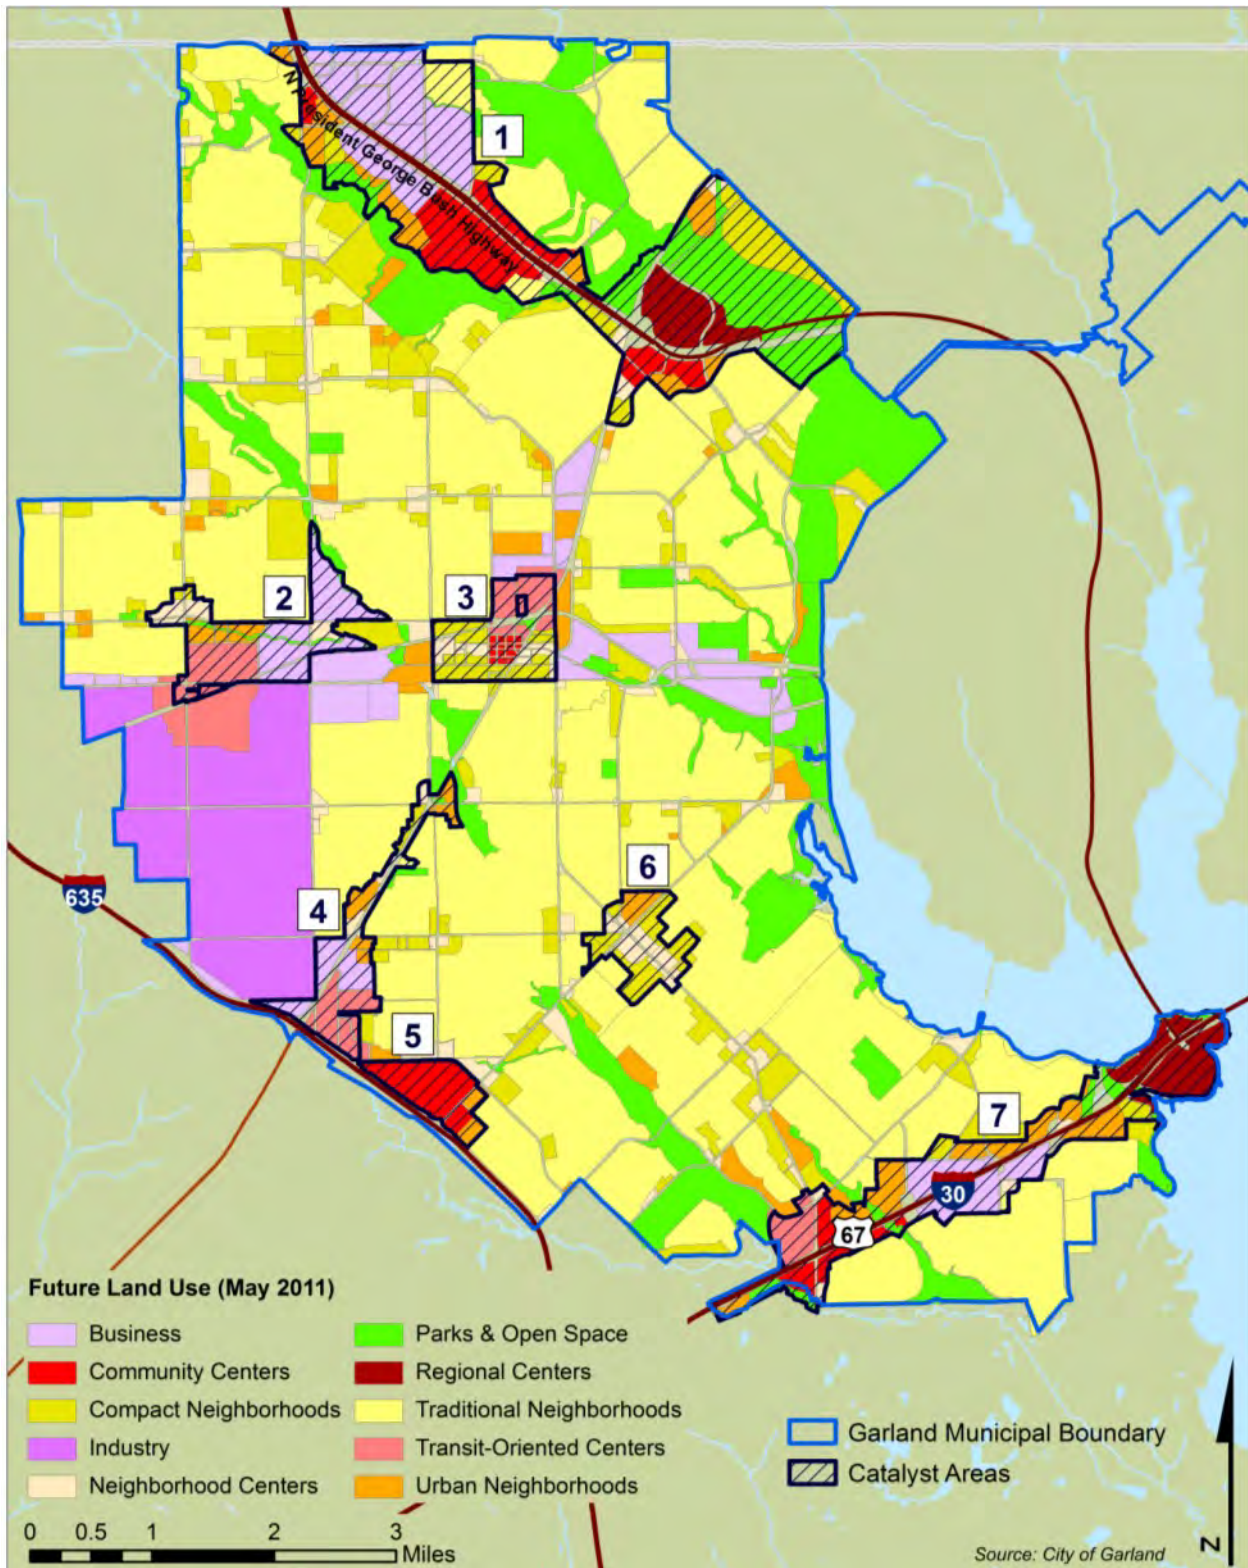 N President George Bush Highway
1
2
3
6
635
4
5
7
30
67
Future Land Use (May 2011)
Business
Community Centers
Compact Neighborhoods
Industry
Neighborhood Centers
Parks & Open Space
Regional Centers
Traditional Neighborhoods
Transit-Oriented Centers
Urban Neighborhoods
Garland Municipal Boundary
Catalyst Areas
0 0.5 1 2 3
Miles
Source: City of Garland
N